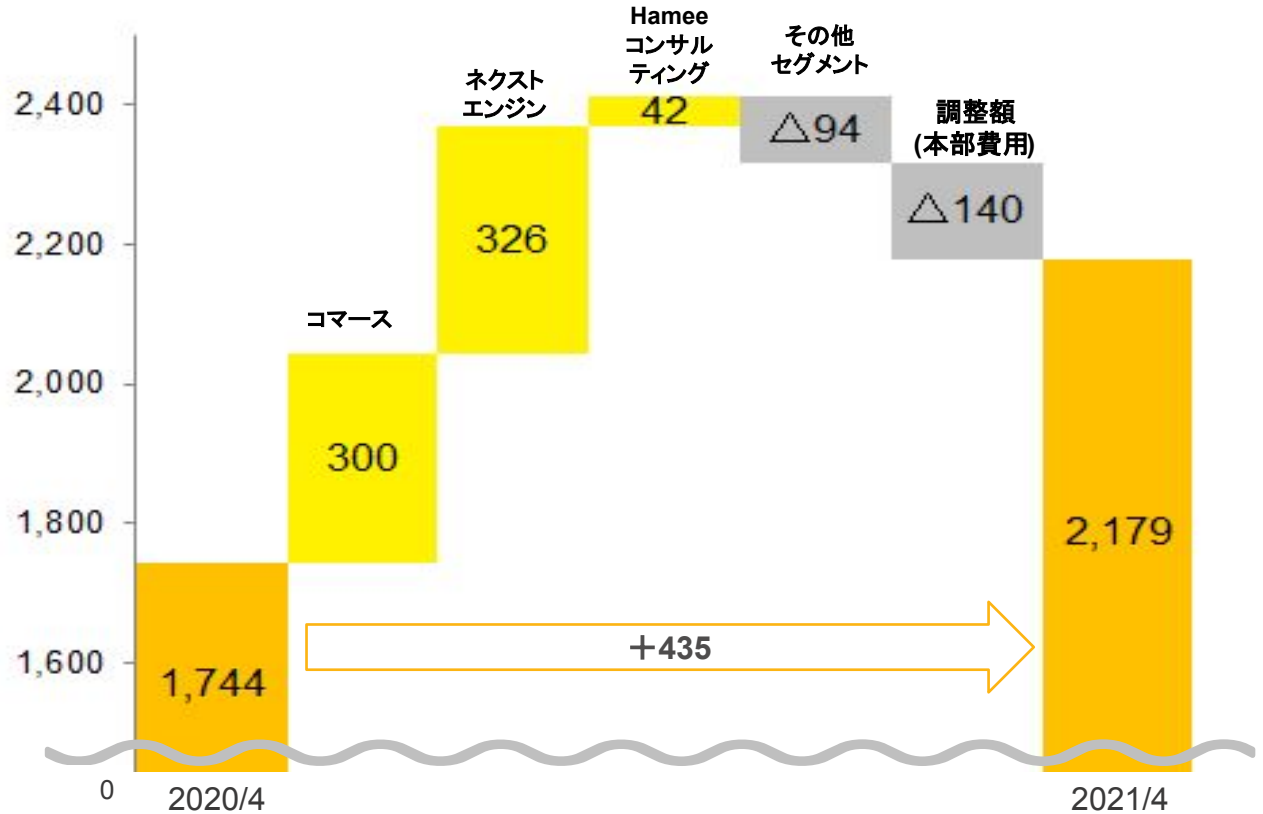 Hamee
コンサル
ティング
その他
セグメント
ネクスト
エンジン
調整額
(本部費用)
コマース
2,400
2,200
2,000
1,800
1,600
0
1,744
300
326
42
△94
△140
2,179
＋435
2020/4
2021/4